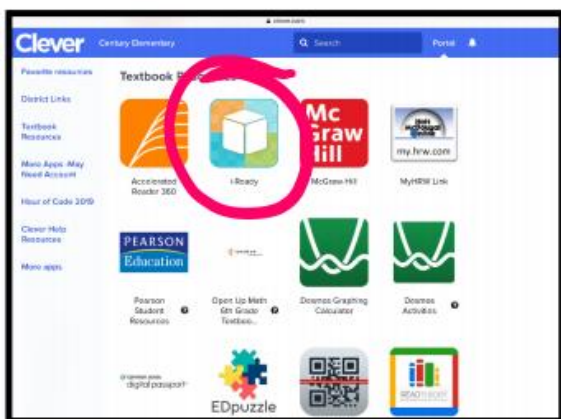 clever.com
Clever
Century Elementary
Search
Portal
Favorite resources
District Links
Textbook Resources
More Apps -May Need Account
Hour of Code 2019
Clever Help Resources
More apps
Textbook
Mc
Graw
Hill
my.hrw.com
Accelerated Reader 360
i-Ready
McGraw-Hill
MyHRW Link
PEARSON
Education
Pearson Student Resources
Open Up Math 6th Grade Textboo...
Desmos Graphing Calculator
Desmos Activities
digital passport
EDpuzzle